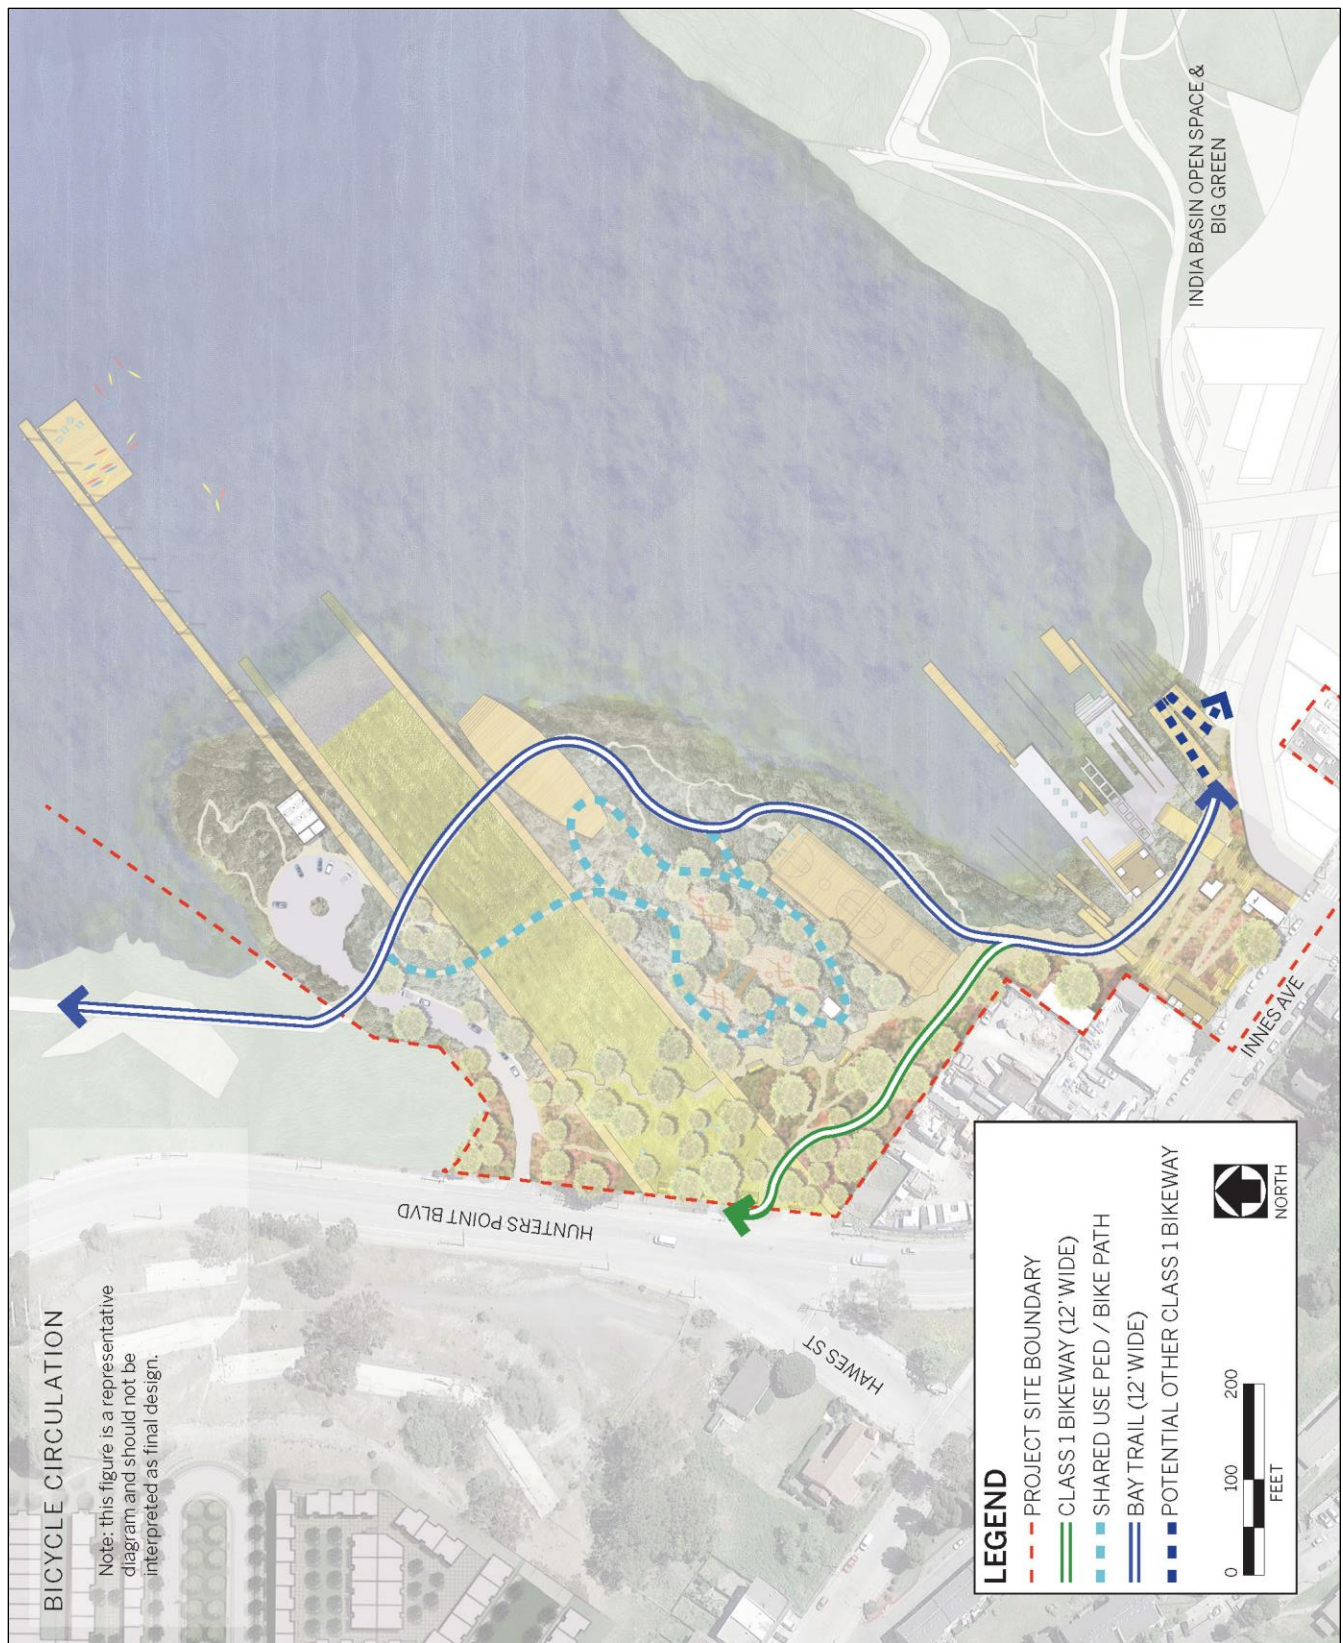 BICYCLE CIRCULATION
Note: this figure is a representative
diagram and should not be
interpreted as final design.
HUNTERS POINT BLVD
HAWES ST
INNES AVE
INDIA BASIN OPEN SPACE &
BIG GREEN
LEGEND
PROJECT SITE BOUNDARY
CLASS 1 BIKEWAY (12' WIDE)
SHARED USE PED / BIKE PATH
BAY TRAIL (12' WIDE)
POTENTIAL OTHER CLASS 1 BIKEWAY
0 100 200
FEET
NORTH